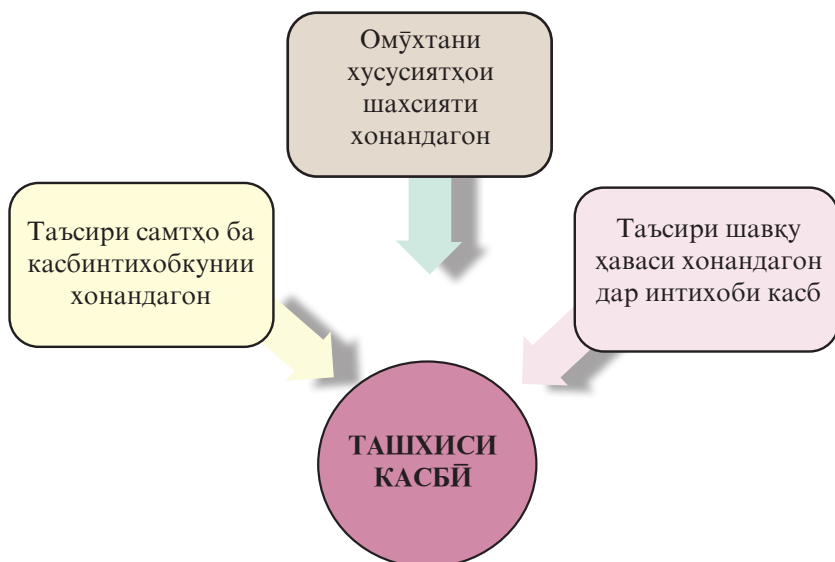 Омӯхтани
хусусиятҳои
шахсияти
хонандагон
Таъсири самтҳо ба
касбинтихобкунии
хонандагон
Таъсири шавқу
ҳаваси хонандагон
дар интихоби касб
ТАШХИСИ
КАСБӢ